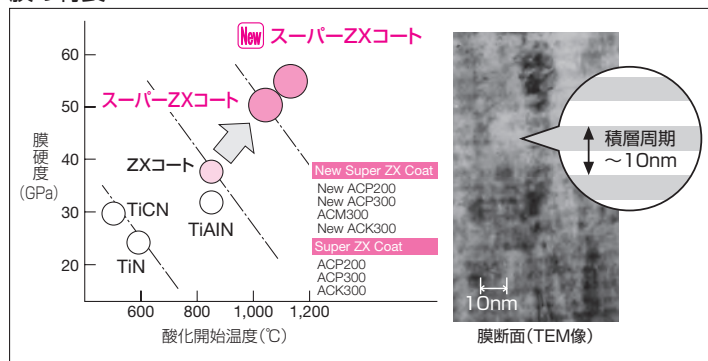 New スーパーZXコート
スーパーZXコート
ZXコート
TiCN
TiN
TiAlN
膜硬度
(GPa)
60
50
40
30
20
600
800
1,000
1,200
酸化開始温度(℃)
New Super ZX Coat
New ACP200
New ACP300
ACM300
New ACK300
Super ZX Coat
ACP200
ACP300
ACK300
積層周期
～10nm
10nm
膜断面(TEM像)